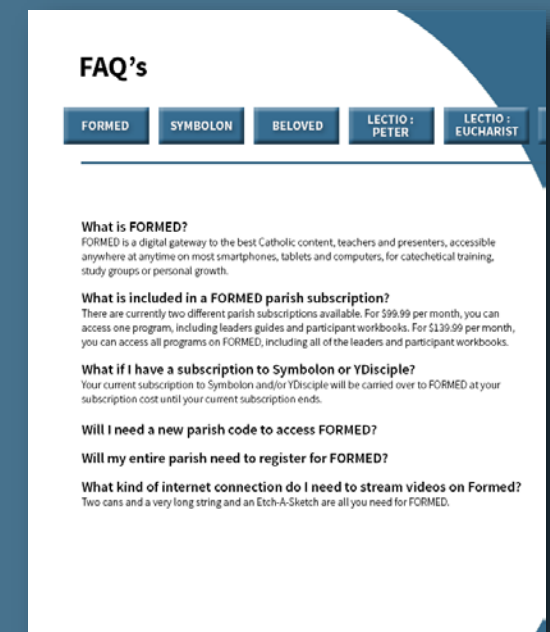 FAQ’s
FORMED
SYMBOLON
BELOVED
LECTIO :
PETER
LECTIO :
EUCHARIST
What is FORMED?
FORMED is a digital gateway to the best Catholic content, teachers and presenters, accessible
anywhere at anytime on most smartphones, tablets and computers, for catechetical training,
study groups or personal growth.
What is included in a FORMED parish subscription?
There are currently two different parish subscriptions available. For $99.99 per month, you can
access one program, including leaders guides and participant workbooks. For $139.99 per month,
you can access all programs on FORMED, including all of the leaders and participant workbooks.
What if I have a subscription to Symbolon or YDisciple?
Your current subscription to Symbolon and/or YDisciple will be carried over to FORMED at your
subscription cost until your current subscription ends.
Will I need a new parish code to access FORMED?
Will my entire parish need to register for FORMED?
What kind of internet connection do I need to stream videos on Formed?
Two cans and a very long string and an Etch-A-Sketch are all you need for FORMED.